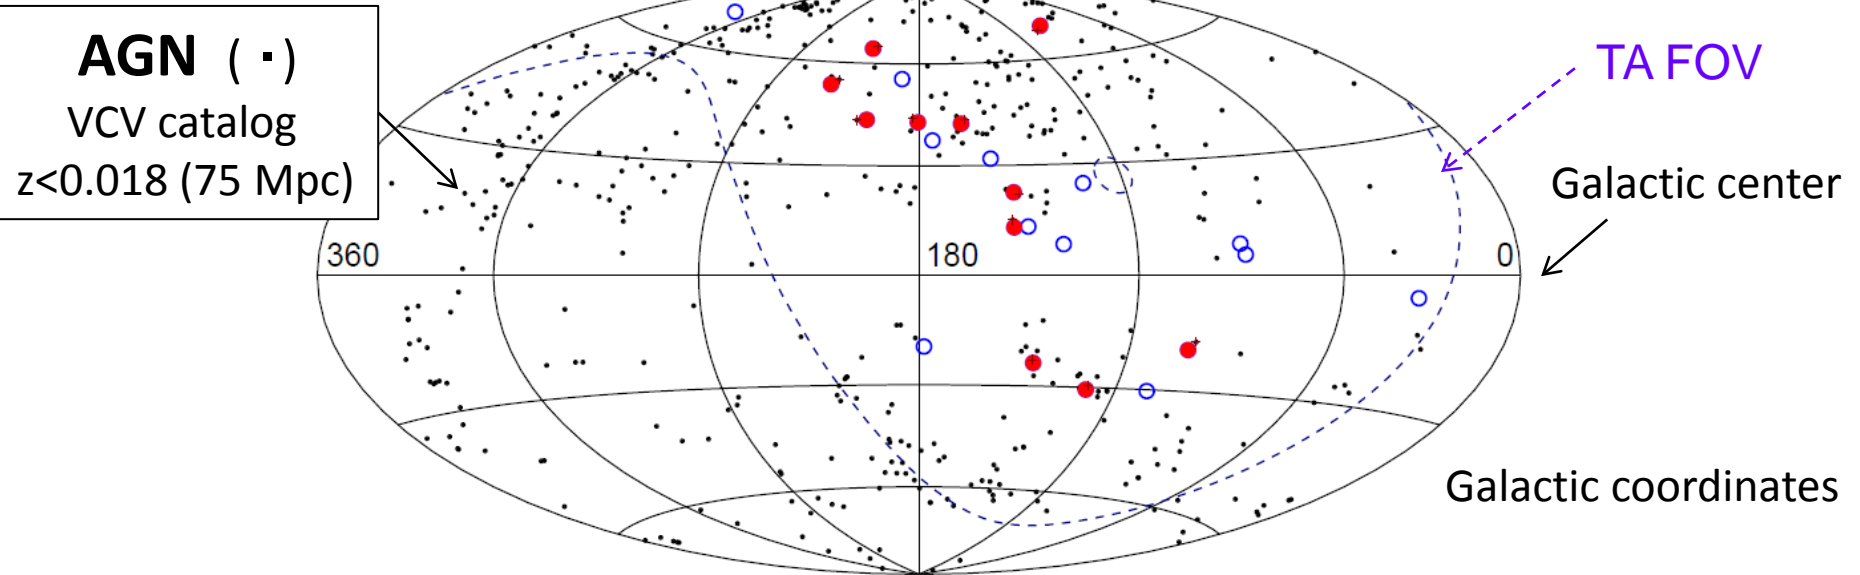 AGN ( ･ )
VCV catalog
z<0.018 (75 Mpc)
TA FOV
Galactic center
360
180
0
Galactic coordinates